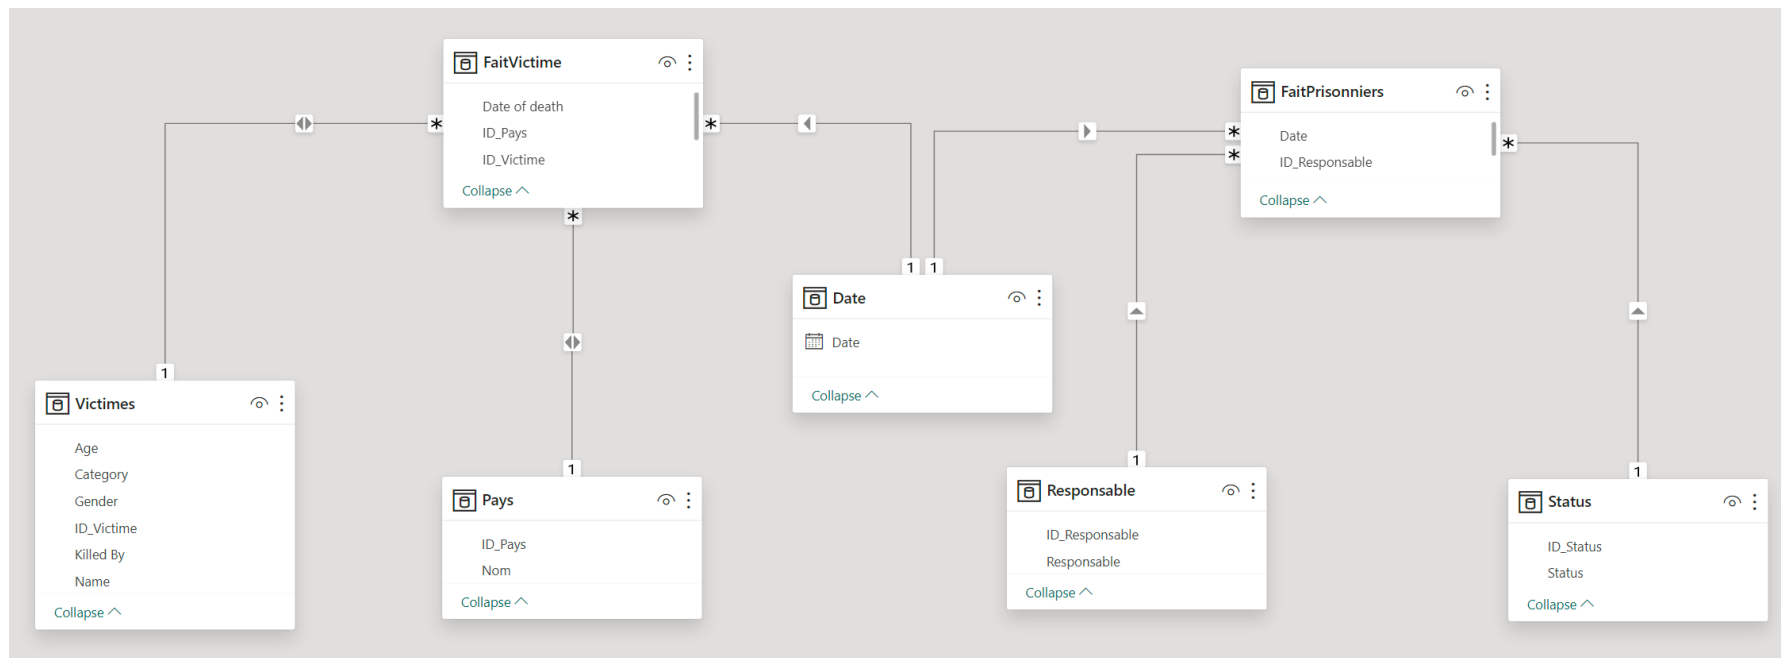 FaitVictime
Date of death
ID_Pays
ID_Victime
Collapse
FaitPrisonniers
Date
ID_Responsable
Collapse
*
*
*
*
*
*
1
1
Date
Date
Collapse
1
Victimes
Age
Category
Gender
ID_Victime
Killed By
Name
Collapse
1
Pays
ID_Pays
Nom
Collapse
1
Responsable
ID_Responsable
Responsable
Collapse
1
Status
ID_Status
Status
Collapse